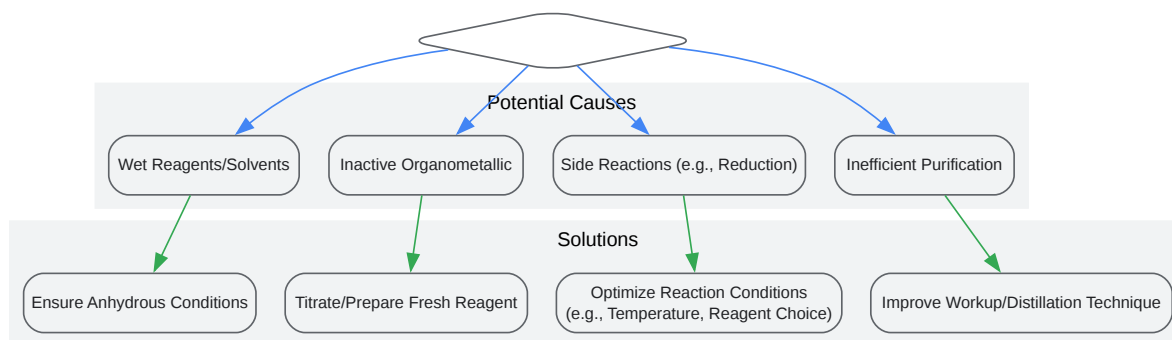 Potential Causes
Wet Reagents/Solvents
Inactive Organometallic
Side Reactions (e.g., Reduction)
Inefficient Purification
Solutions
Ensure Anhydrous Conditions
Titrate/Prepare Fresh Reagent
Optimize Reaction Conditions
(e.g., Temperature, Reagent Choice)
Improve Workup/Distillation Technique